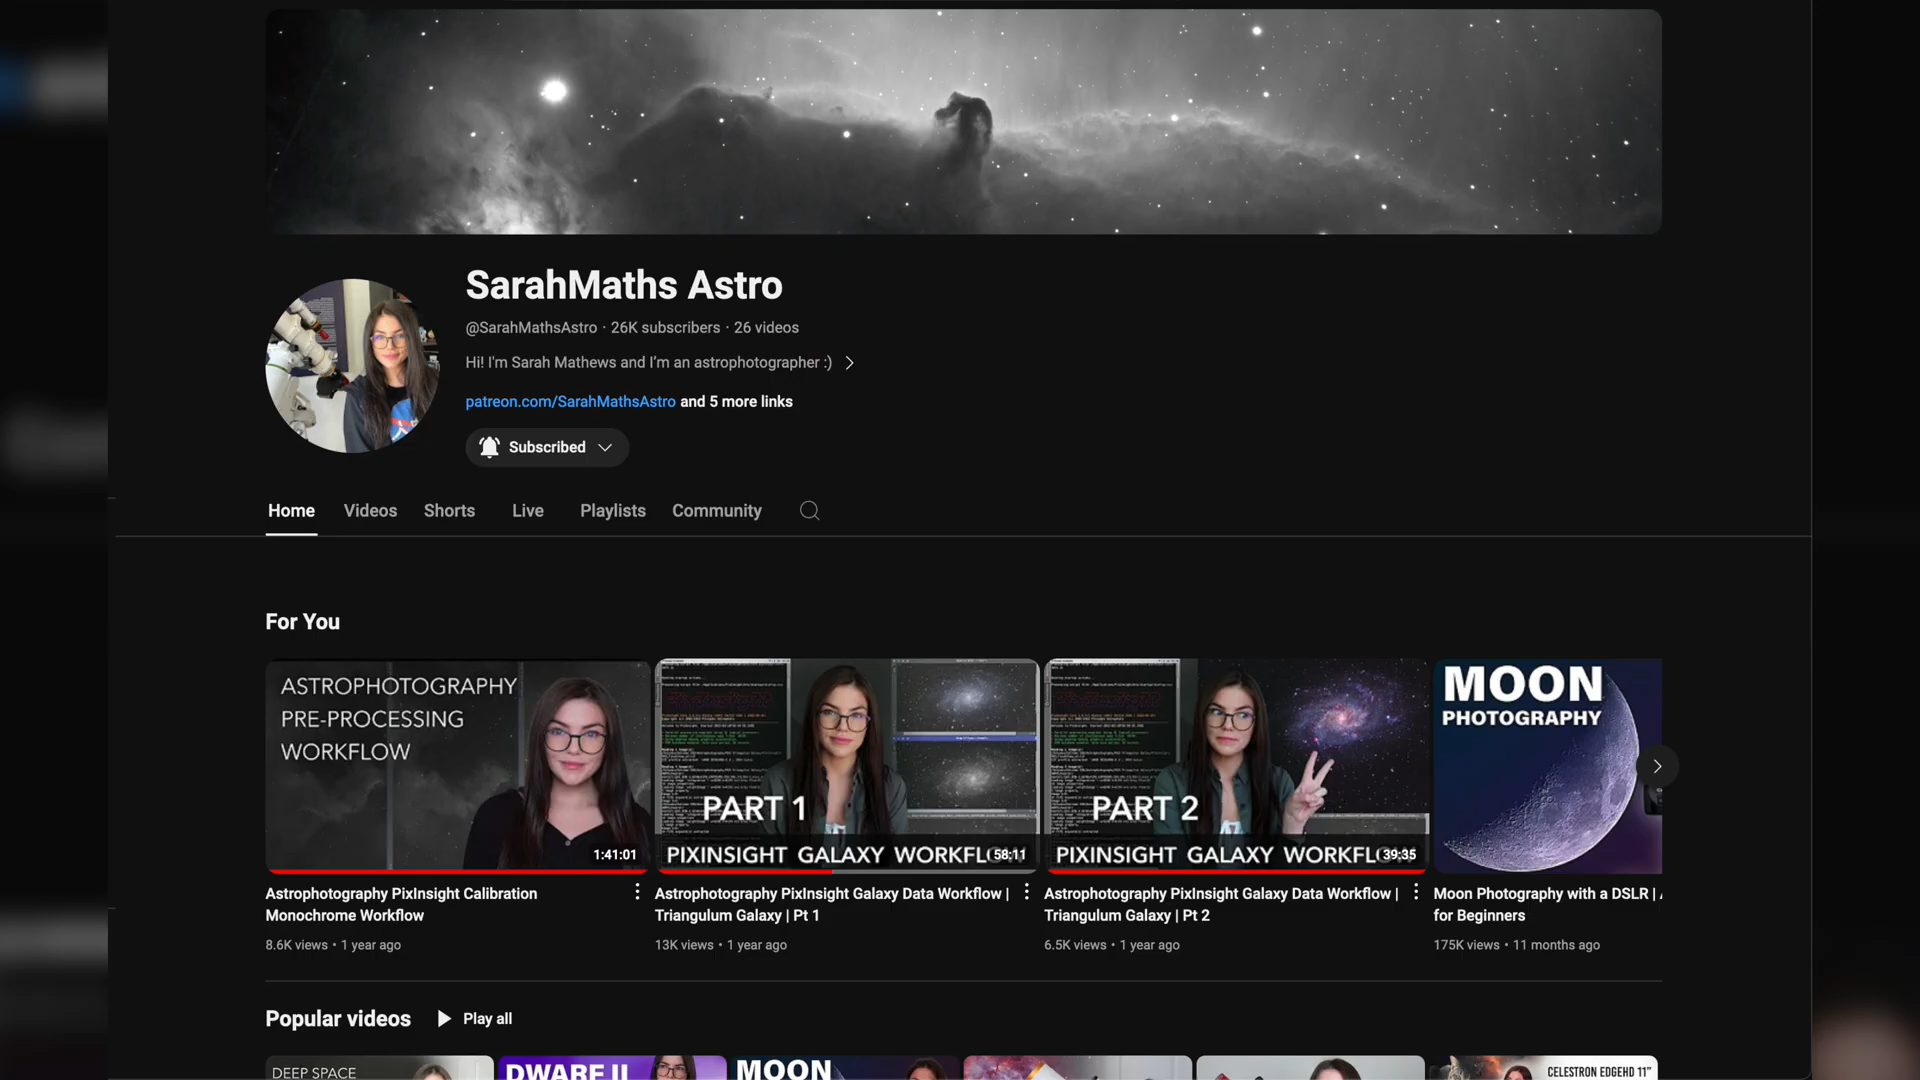 SarahMaths Astro
@SarahMathsAstro · 26K subscribers · 26 videos
Hi! I'm Sarah Mathews and I'm an astrophotographer :)
patreon.com/SarahMathsAstro and 5 more links
Subscribed
Home Videos Shorts Live Playlists Community
For You
ASTROPHOTOGRAPHY
PRE-PROCESSING
WORKFLOW
1:41:01
Astrophotography PixInsight Calibration
Monochrome Workflow
8.6K views • 1 year ago
PART 1
PIXINSIGHT GALAXY
58:11
Astrophotography PixInsight Galaxy Data Workflow |
Triangulum Galaxy | Pt 1
13K views • 1 year ago
PART 2
PIXINSIGHT GALAXY
39:35
Astrophotography PixInsight Galaxy Data Workflow |
Triangulum Galaxy | Pt 2
6.5K views • 1 year ago
MOON
PHOTOGRAPHY
Moon Photography with a DSLR |
for Beginners
175K views • 11 months ago
Popular videos Play all
DEEP SPACE
DWARF II
MOON
CELESTRON EDGEHD 11"